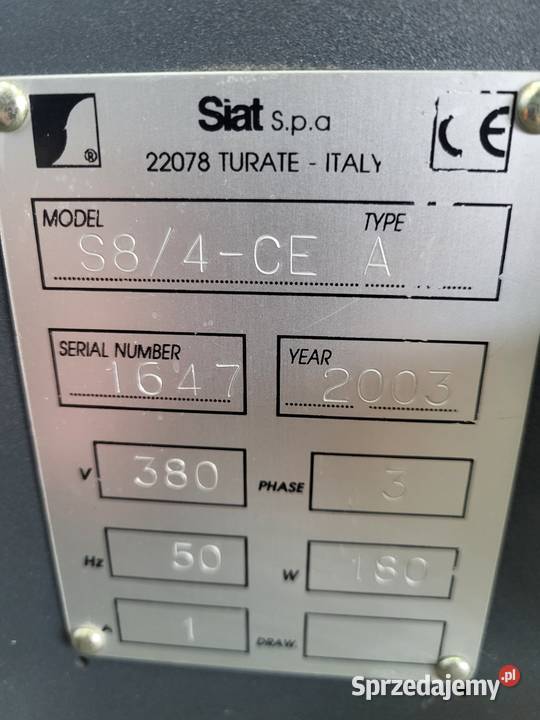 Siat S.p.a
22078 TURATE - ITALY
CE
®
MODEL TYPE
S8/4-CE A
SERIAL NUMBER
1647
YEAR
2003
V 380 PHASE 3
Hz 50 W 180
A 1 DRAW.
Sprzedajemy.pl